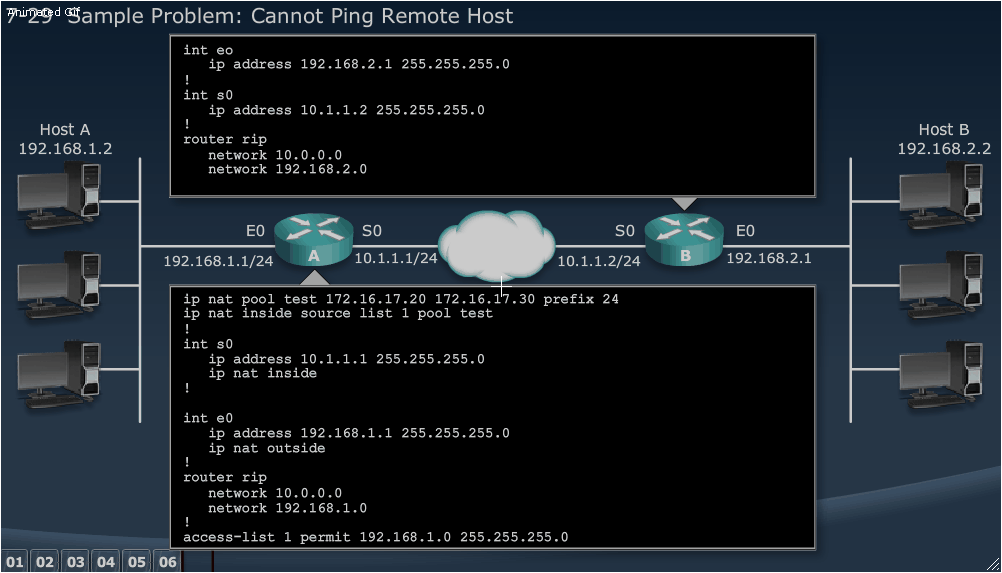 Animated Gif
7-29 Sample Problem: Cannot Ping Remote Host
int eo
ip address 192.168.2.1 255.255.255.0
!
int s0
ip address 10.1.1.2 255.255.255.0
!
router rip
network 10.0.0.0
network 192.168.2.0
Host A
192.168.1.2
Host B
192.168.2.2
E0
S0
S0
E0
A
B
192.168.1.1/24
10.1.1.1/24
10.1.1.2/24
192.168.2.1
ip nat pool test 172.16.17.20 172.16.17.30 prefix 24
ip nat inside source list 1 pool test
!
int s0
ip address 10.1.1.1 255.255.255.0
ip nat inside
!
int e0
ip address 192.168.1.1 255.255.255.0
ip nat outside
!
router rip
network 10.0.0.0
network 192.168.1.0
!
access-list 1 permit 192.168.1.0 255.255.255.0
01 02 03 04 05 06